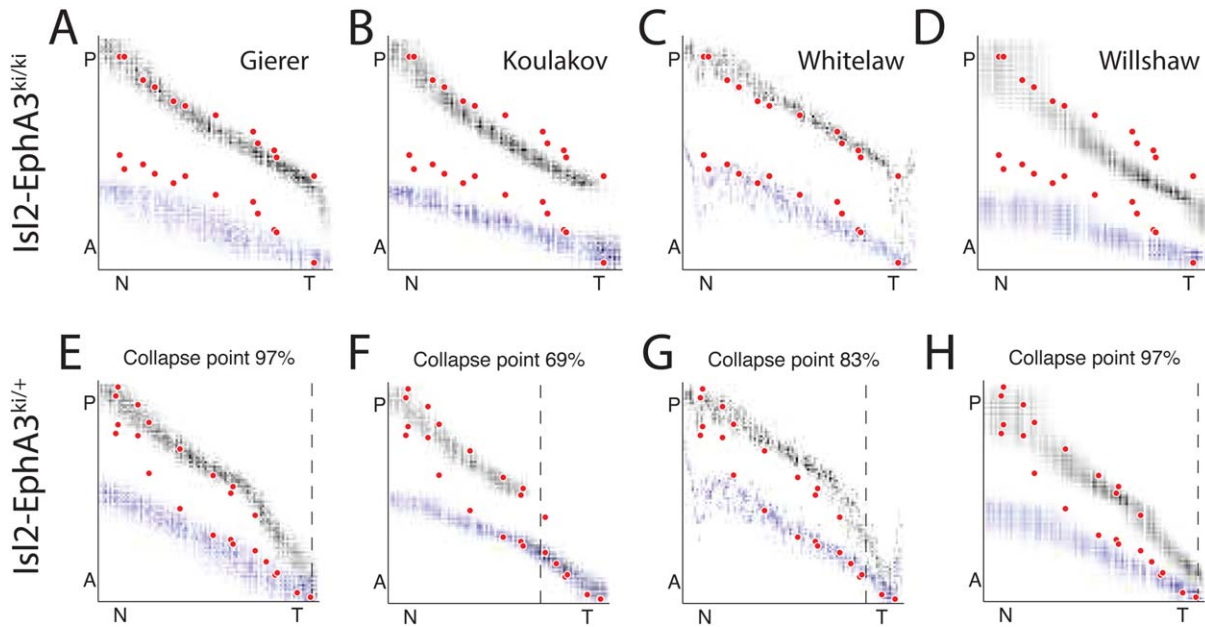 A
B
C
D
Gierer
Koulakov
Whitelaw
Willshaw
Isl2-EphA3ki/ki
P
A
N
T
N
T
N
T
N
T
E
F
G
H
Collapse point 97%
Collapse point 69%
Collapse point 83%
Collapse point 97%
Isl2-EphA3ki/+
P
P
P
P
A
A
A
A
N
T
N
T
N
T
N
T